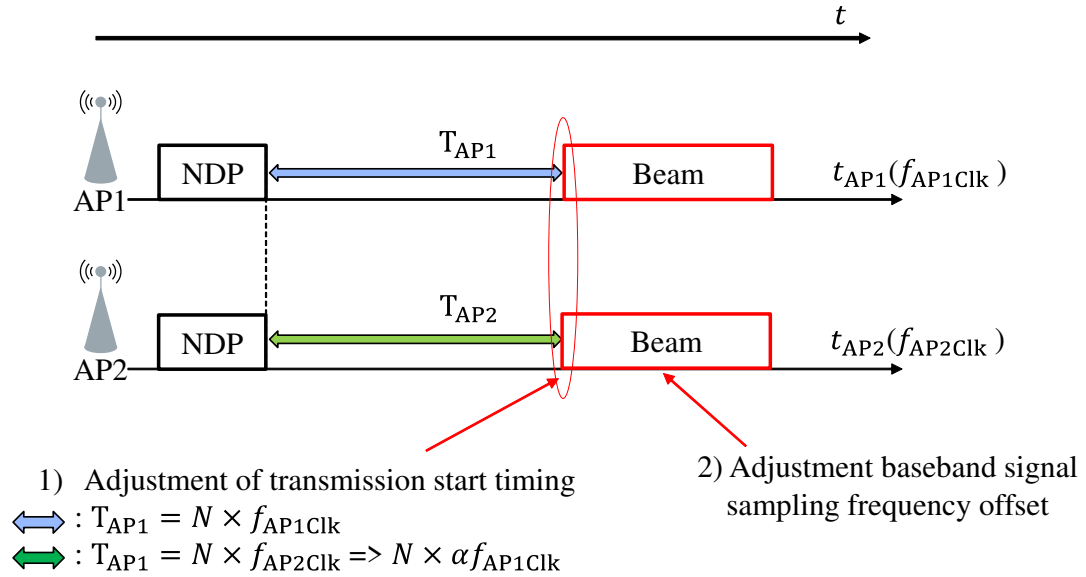 t
NDP
T_AP1
Beam
t_AP1(f_AP1Clk )
AP1
NDP
T_AP2
Beam
t_AP2(f_AP2Clk )
AP2
1) Adjustment of transmission start timing
: T_AP1 = N × f_AP1Clk
: T_AP1 = N × f_AP2Clk => N × αf_AP1Clk
2) Adjustment baseband signal
sampling frequency offset